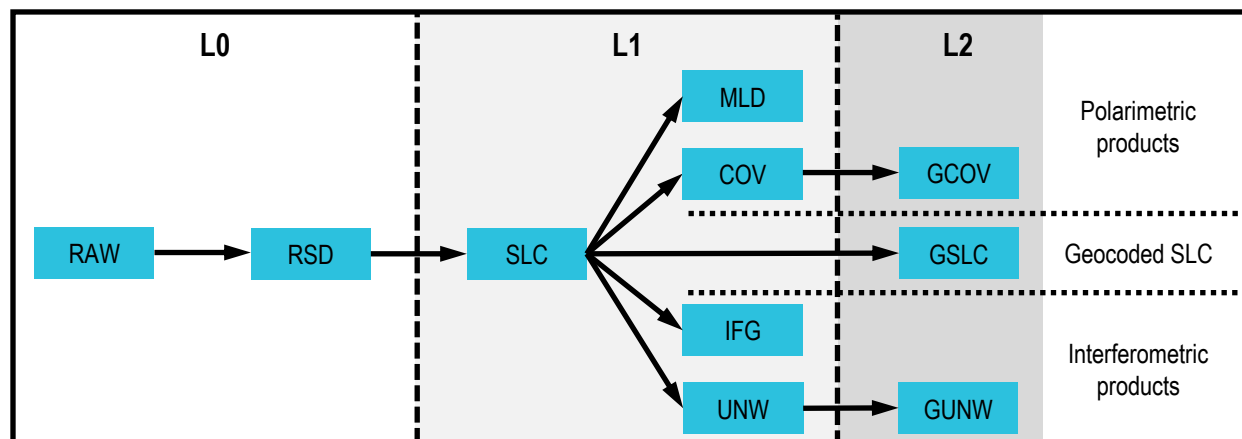 L0
L1
L2
MLD
Polarimetric
products
COV
GCOV
RAW
RSD
SLC
GSLC
Geocoded SLC
IFG
Interferometric
products
UNW
GUNW